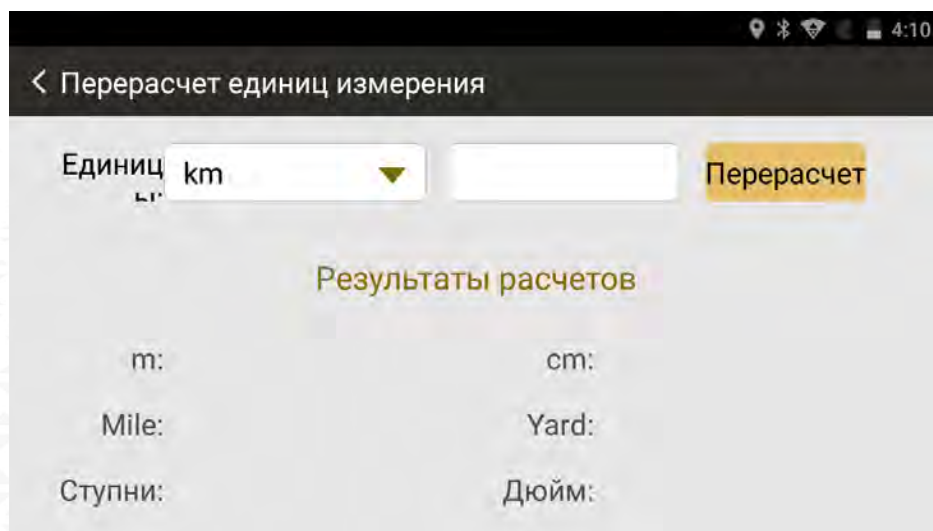 4:10
Перерасчет единиц измерения
Единиц km Перерасчет
ы:
Результаты расчетов
m: cm:
Mile: Yard:
Ступни: Дюйм: